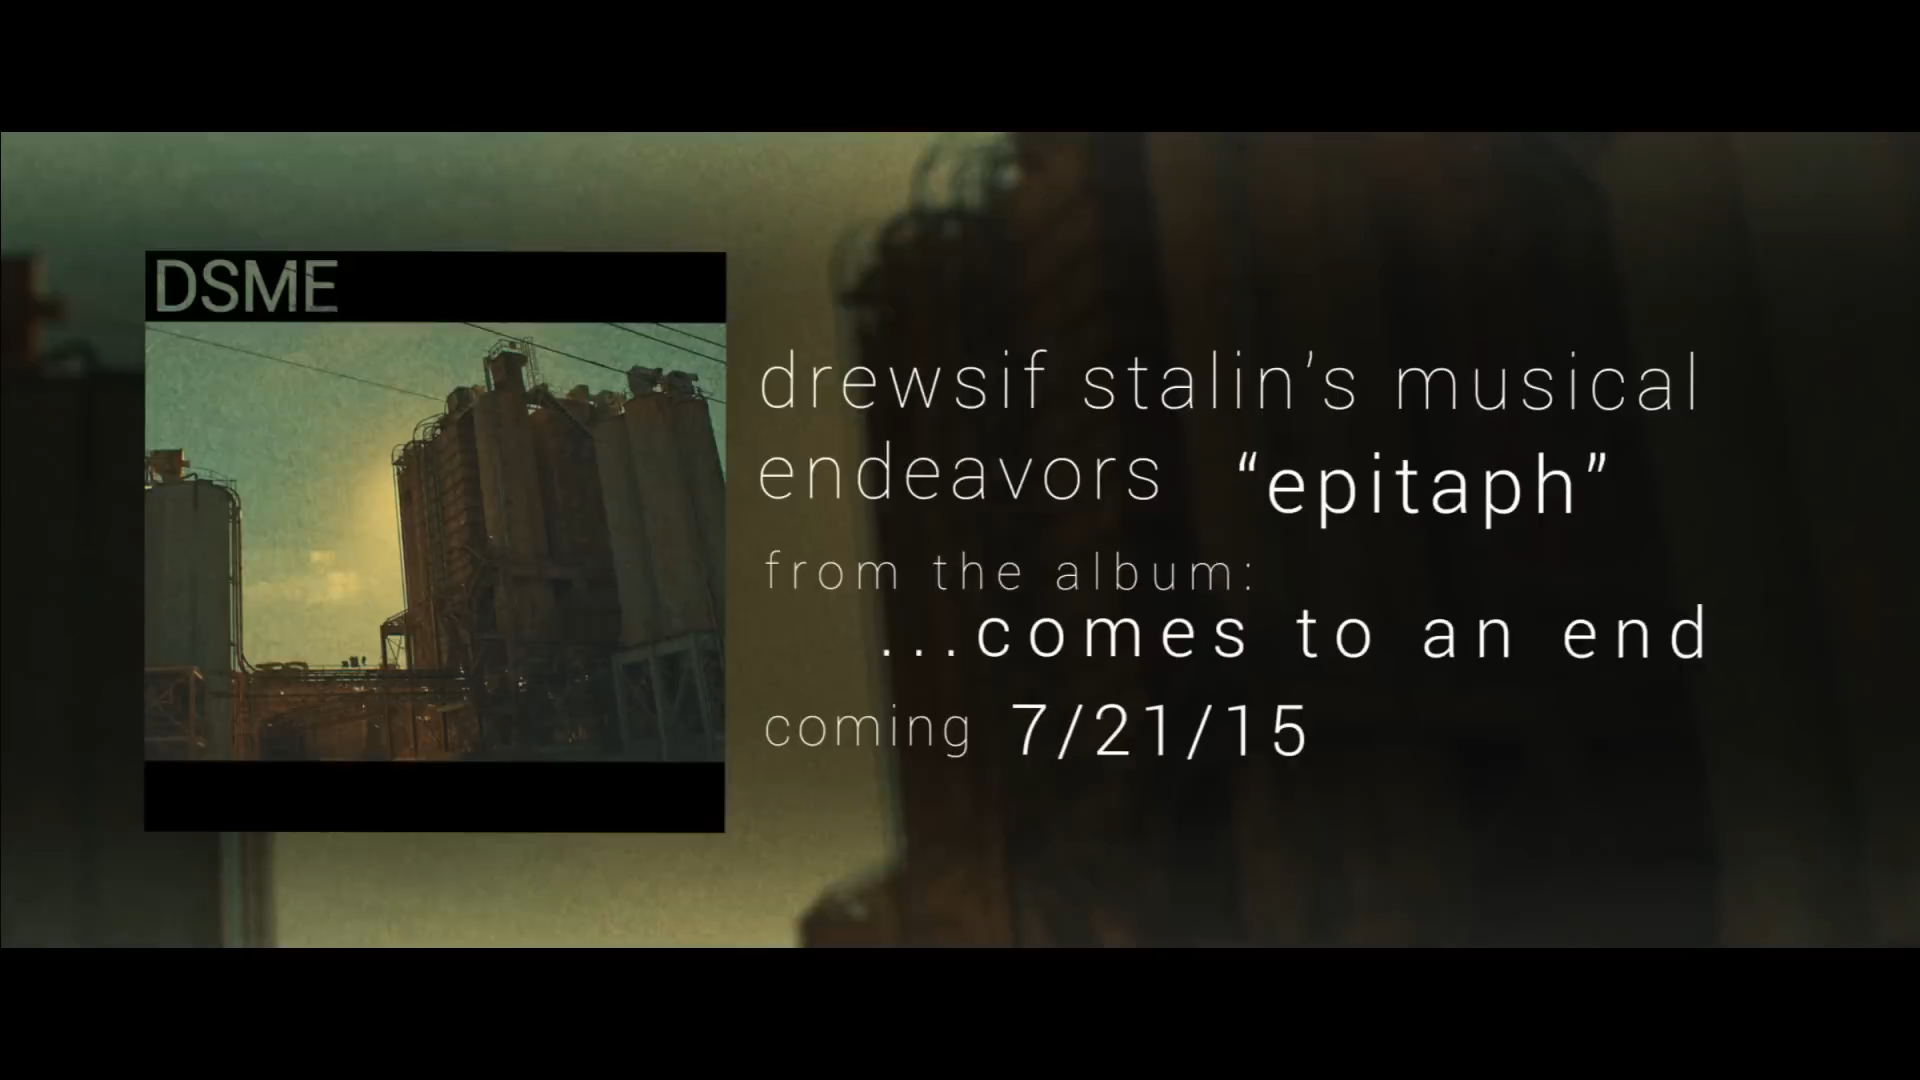 DSME
drewsif stalin’s musical
endeavors “epitaph”
from the album:
...comes to an end
coming 7/21/15